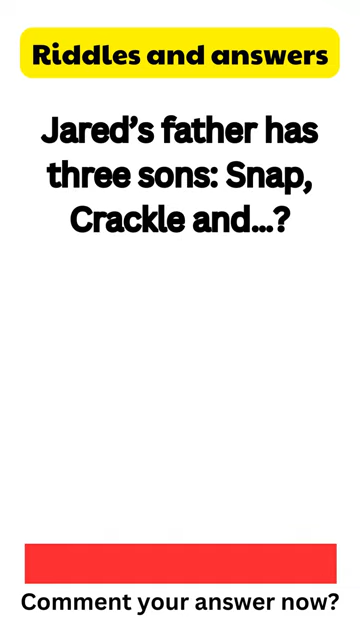 Riddles and answers
Jared’s father has
three sons: Snap,
Crackle and...?
Comment your answer now?